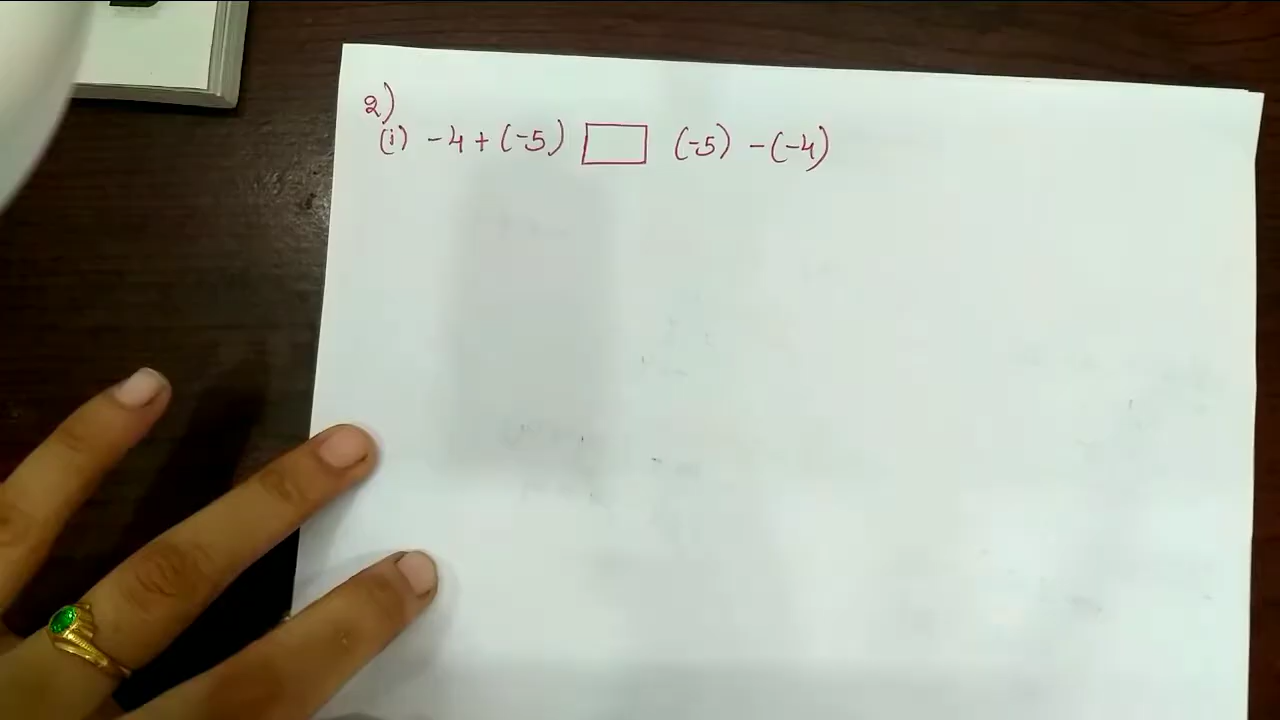 2)
(i) -4 + (-5) □ (-5) - (-4)